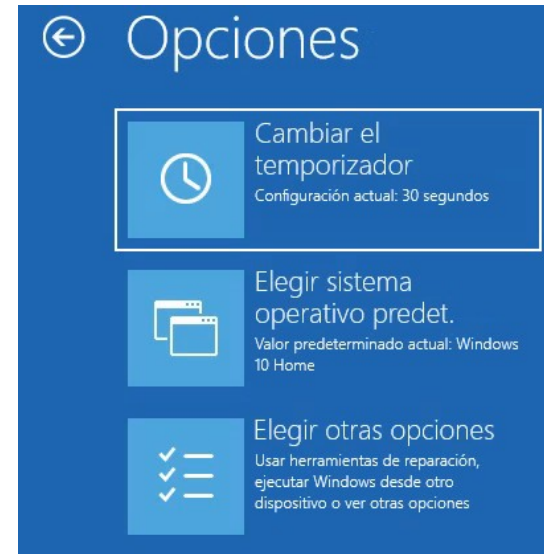 Opciones
Cambiar el
temporizador
Configuración actual: 30 segundos
Elegir sistema
operativo predet.
Valor predeterminado actual: Windows
10 Home
Elegir otras opciones
Usar herramientas de reparación,
ejecutar Windows desde otro
dispositivo o ver otras opciones